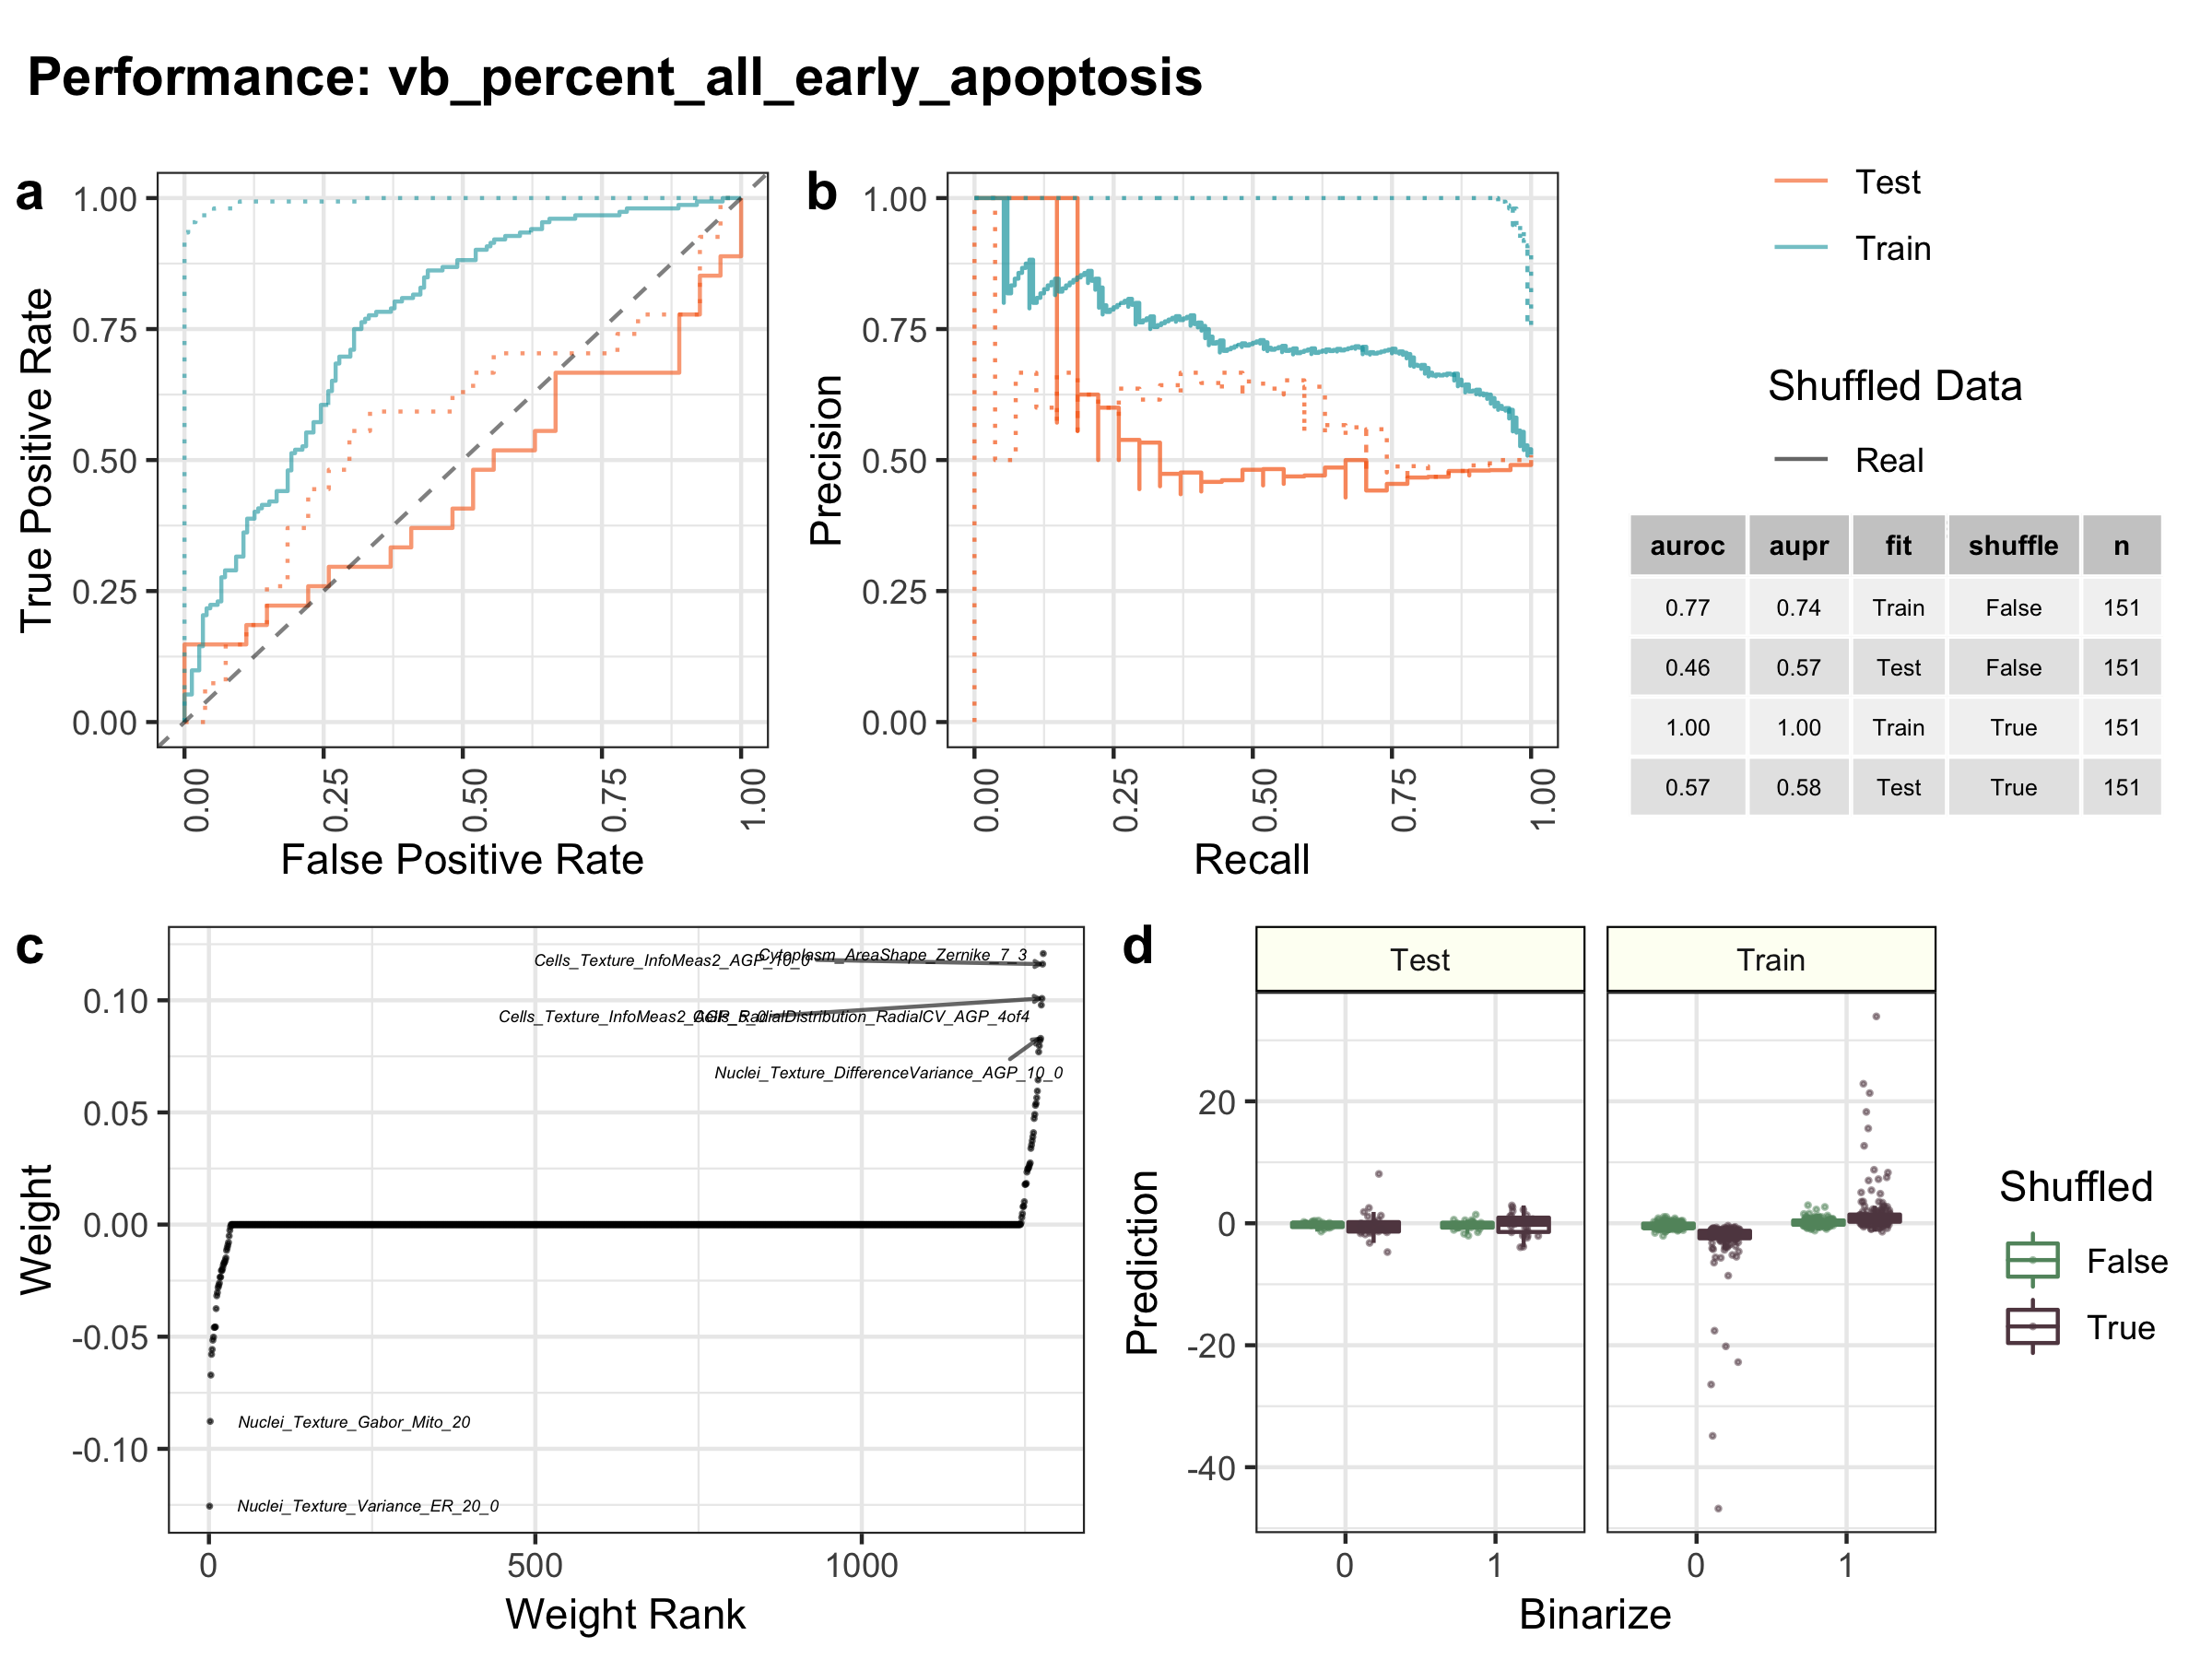 Performance: vb_percent_all_early_apoptosis
a
1.00
0.75
0.50
0.25
0.00
True Positive Rate
0.00
0.25
0.50
0.75
1.00
False Positive Rate
b
1.00
0.75
0.50
0.25
0.00
Precision
0.00
0.25
0.50
0.75
1.00
Recall
Test
Train
Shuffled Data
Real
auroc aupr fit shuffle n
0.77 0.74 Train False 151
0.46 0.57 Test False 151
1.00 1.00 Train True 151
0.57 0.58 Test True 151
c
0.10
0.05
0.00
-0.05
-0.10
Weight
Cytoplasm_AreaShape_Zernike_7_3
Cells_Texture_InfoMeas2_AGP_10_0
Cells_Texture_InfoMeas2_AGP_5_0
Cells_RadialDistribution_RadialCV_AGP_4of4
Nuclei_Texture_DifferenceVariance_AGP_10_0
Nuclei_Texture_Gabor_Mito_20
Nuclei_Texture_Variance_ER_20_0
0
500
1000
Weight Rank
d
Test
Train
20
0
-20
-40
Prediction
0
1
0
1
Binarize
Shuffled
False
True